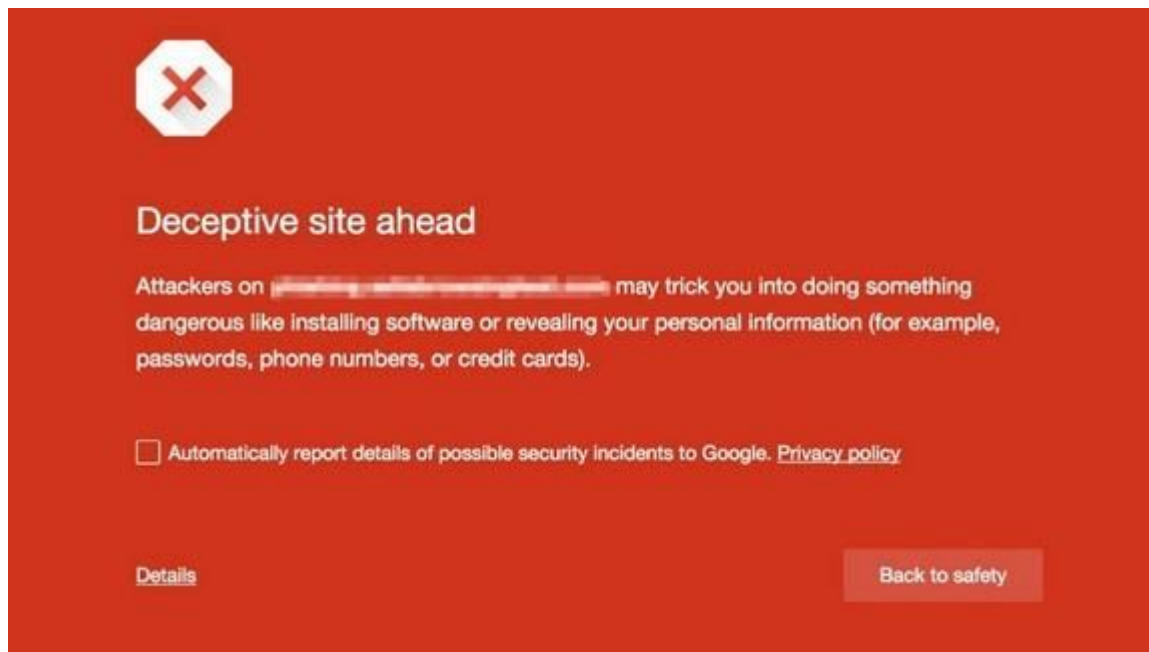 Deceptive site ahead
Attackers on may trick you into doing something
dangerous like installing software or revealing your personal information (for example,
passwords, phone numbers, or credit cards).
Automatically report details of possible security incidents to Google. Privacy policy
Details
Back to safety